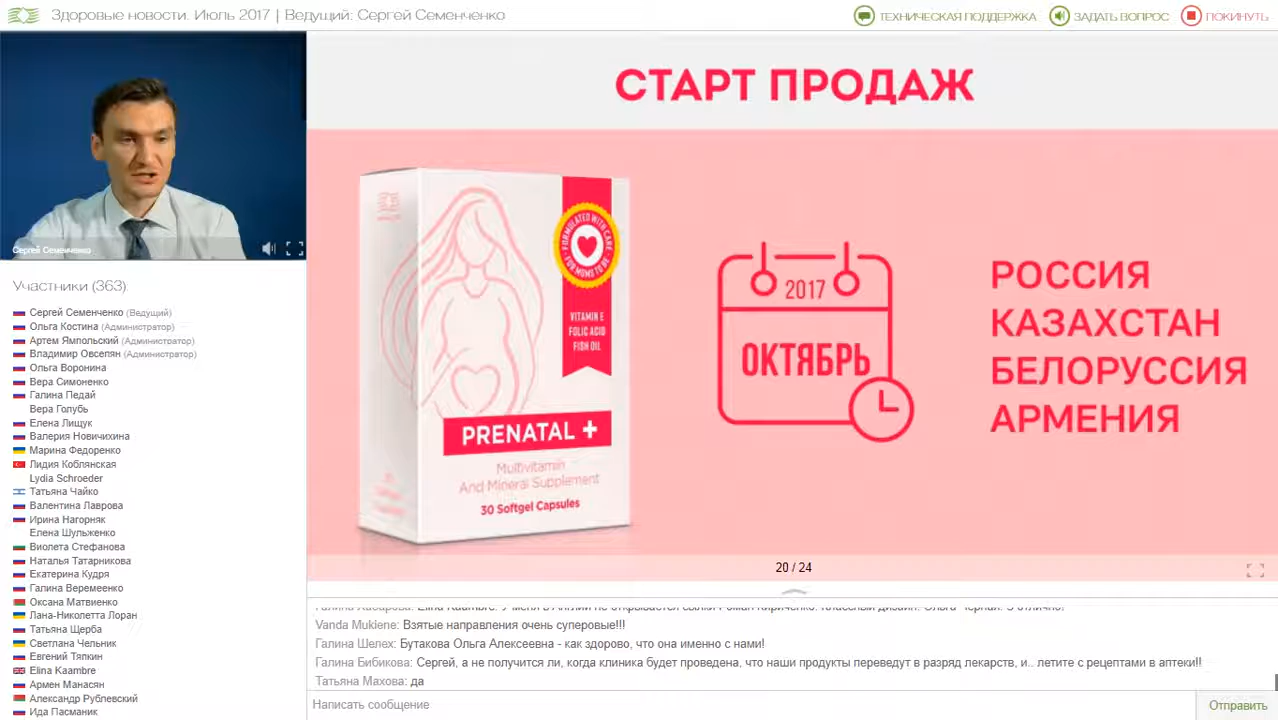 Здоровые новости. Июль 2017 | Ведущий: Сергей Семенченко
ТЕХНИЧЕСКАЯ ПОДДЕРЖКА
ЗАДАТЬ ВОПРОС
ПОКИНУТЬ
Сергей Семенченко
Участники (363):
Сергей Семенченко (Ведущий)
Ольга Костина (Администратор)
Артем Ямпольский (Администратор)
Владимир Овсепян (Администратор)
Ольга Воронина
Вера Симоненко
Галина Педай
Вера Голубь
Елена Лищук
Валерия Новичихина
Марина Федоренко
Лидия Коблянская
Lydia Schroeder
Татьяна Чайко
Валентина Лаврова
Ирина Нагорняк
Елена Шульженко
Виолета Стефанова
Наталья Татарникова
Екатерина Кудря
Галина Веремеенко
Оксана Матвиенко
Лана-Николетта Лоран
Татьяна Щерба
Светлана Чельник
Евгений Тяпкин
Elina Kaambre
Армен Манасян
Александр Рублевский
Ида Пасманик
СТАРТ ПРОДАЖ
FORMULATED WITH CARE
FOR MOMS TO BE
VITAMIN E
FOLIC ACID
FISH OIL
PRENATAL +
Multivitamin
And Mineral Supplement
30 Softgel Capsules
2017
ОКТЯБРЬ
РОССИЯ
КАЗАХСТАН
БЕЛОРУССИЯ
АРМЕНИЯ
20 / 24
Vanda Mukiene: Взятые направления очень суперовые!!!
Галина Шелех: Бутакова Ольга Алексеевна - как здорово, что она именно с нами!
Галина Бибикова: Сергей, а не получится ли, когда клиника будет проведена, что наши продукты переведут в разряд лекарств, и.. летите с рецептами в аптеки!!
Татьяна Махова: да
Написать сообщение
Отправить